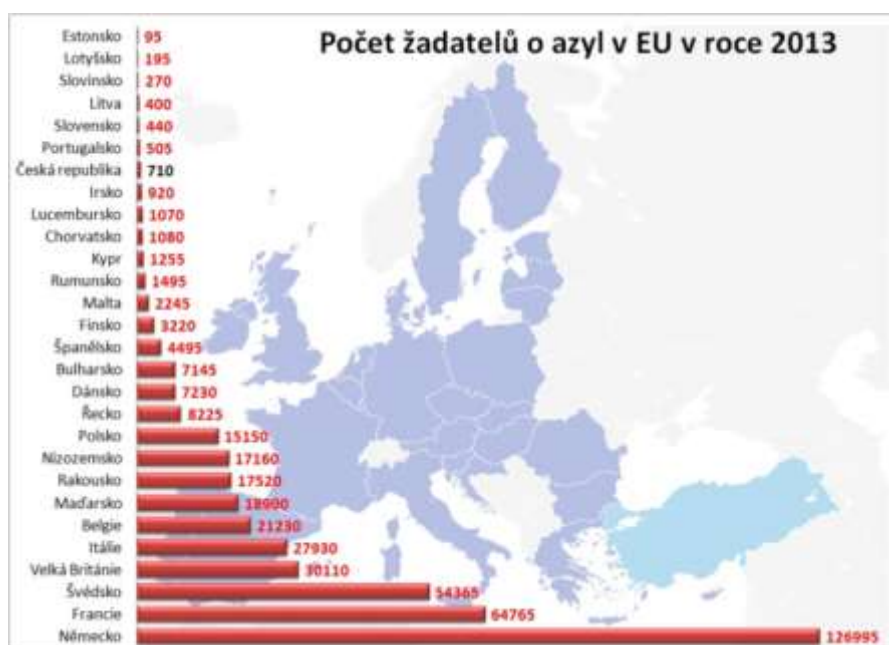 Počet žadatelů o azyl v EU v roce 2013
Estonsko 95
Lotyšsko 195
Slovinsko 270
Litva 400
Slovensko 440
Portugalsko 505
Česká republika 710
Irsko 920
Lucembursko 1070
Chorvatsko 1080
Kypr 1255
Rumunsko 1495
Malta 2245
Finsko 3220
Španělsko 4495
Bulharsko 7145
Dánsko 7230
Řecko 8225
Polsko 15150
Nizozemsko 17160
Rakousko 17520
Maďarsko 18900
Belgie 21230
Itálie 27930
Velká Británie 30110
Švédsko 54365
Francie 64765
Německo 126995